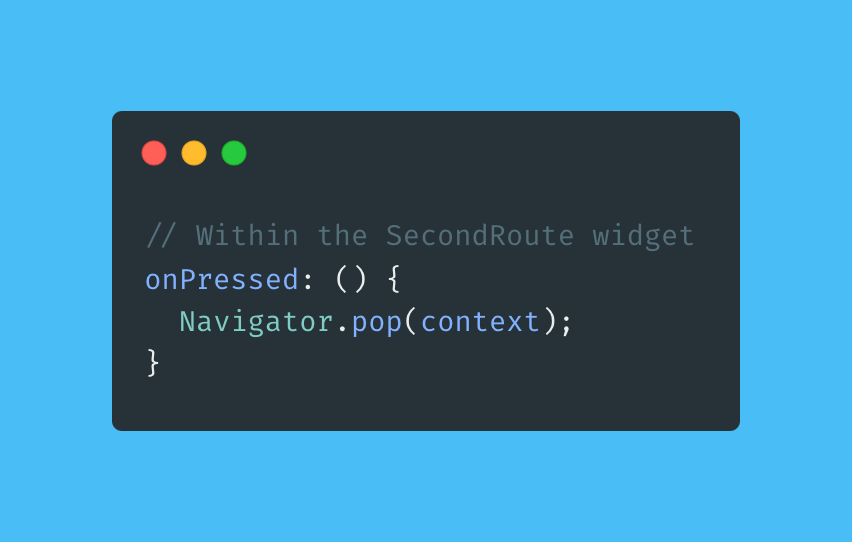 // Within the SecondRoute widget
onPressed: () {
  Navigator.pop(context);
}